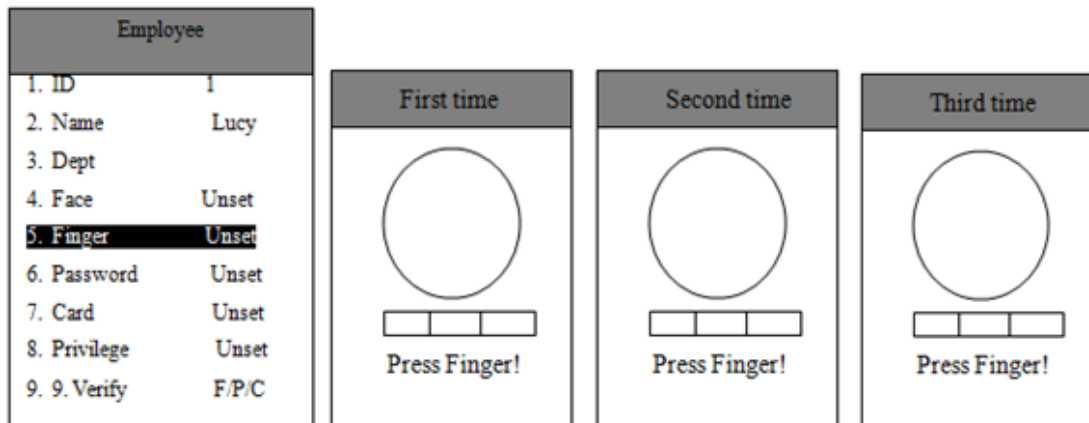 Employee
1. ID 1
2. Name Lucy
3. Dept
4. Face Unset
5. Finger Unset
6. Password Unset
7. Card Unset
8. Privilege Unset
9. 9. Verify F/P/C
First time
Press Finger!
Second time
Press Finger!
Third time
Press Finger!